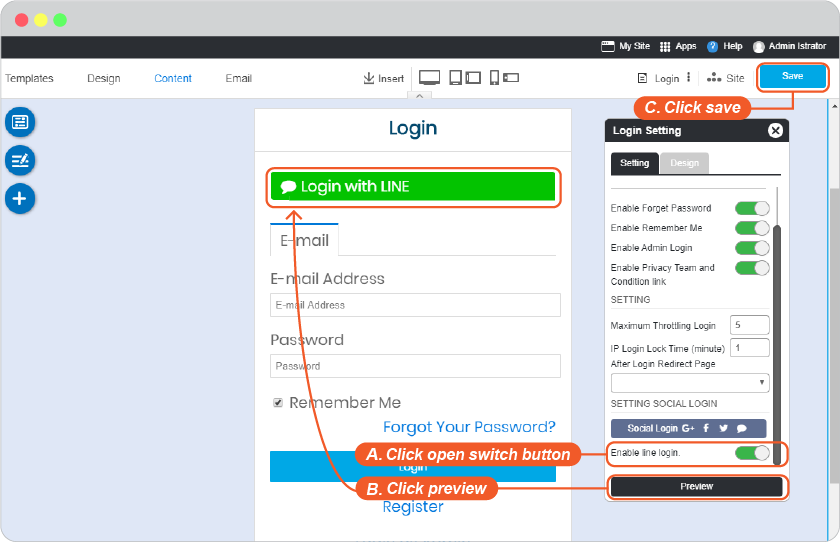 My Site Apps Help Admin Istrator
Templates Design Content Email Insert Login Site Save
C. Click save
Login
Login with LINE
E-mail
E-mail Address
E-mail Address
Password
Password
Remember Me
Forgot Your Password?
A. Click open switch button
Login
B. Click preview
Register
Login Setting
Setting Design
Enable Forget Password
Enable Remember Me
Enable Admin Login
Enable Privacy Team and
Condition link
SETTING
Maximum Throttling Login 5
IP Login Lock Time (minute) 1
After Login Redirect Page
SETTING SOCIAL LOGIN
Social Login G+
Enable line login.
Preview